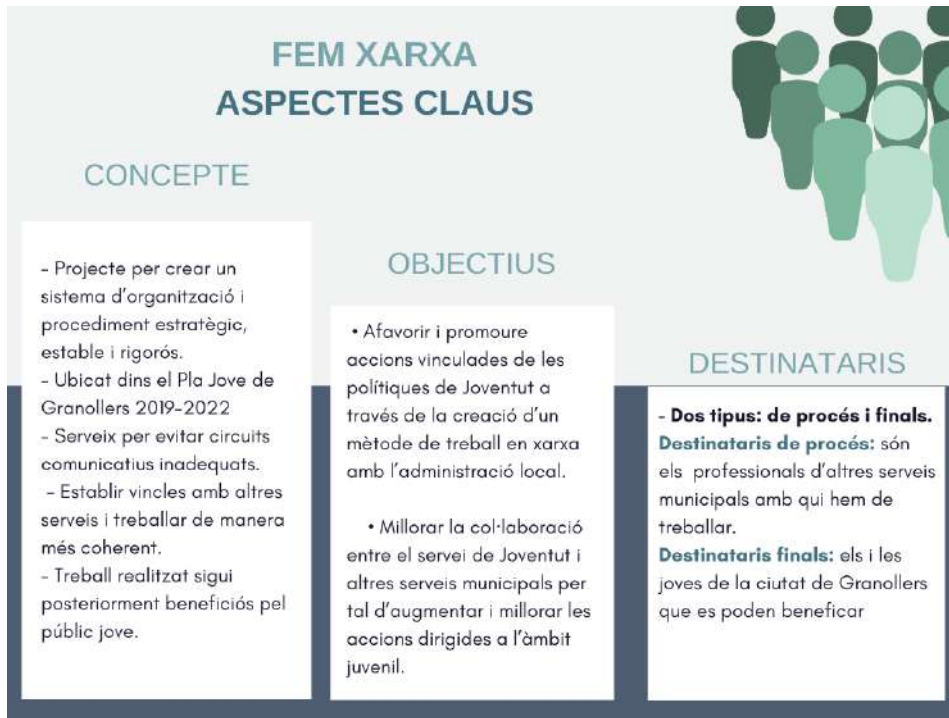 FEM XARXA
ASPECTES CLAUS
CONCEPTE
- Projecte per crear un
sistema d'organització i
procediment estratègic,
estable i rigorós.
- Ubicat dins el Pla Jove de
Granollers 2019-2022
- Serveix per evitar circuits
comunicatius inadequats.
- Establir vincles amb altres
serveis i treballar de manera
més coherent.
- Treball realitzat sigui
posteriorment beneficiós pel
públic jove.
OBJECTIUS
• Afavorir i promoure
accions vinculades de les
polítiques de Joventut a
través de la creació d'un
mètode de treball en xarxa
amb l'administració local.
• Millorar la col·laboració
entre el servei de Joventut i
altres serveis municipals per
tal d'augmentar i millorar les
accions dirigides a l'àmbit
juvenil.
DESTINATARIS
- Dos tipus: de procés i finals.
Destinataris de procés: són
els professionals d'altres serveis
municipals amb qui hem de
treballar.
Destinataris finals: els i les
joves de la ciutat de Granollers
que es poden beneficar